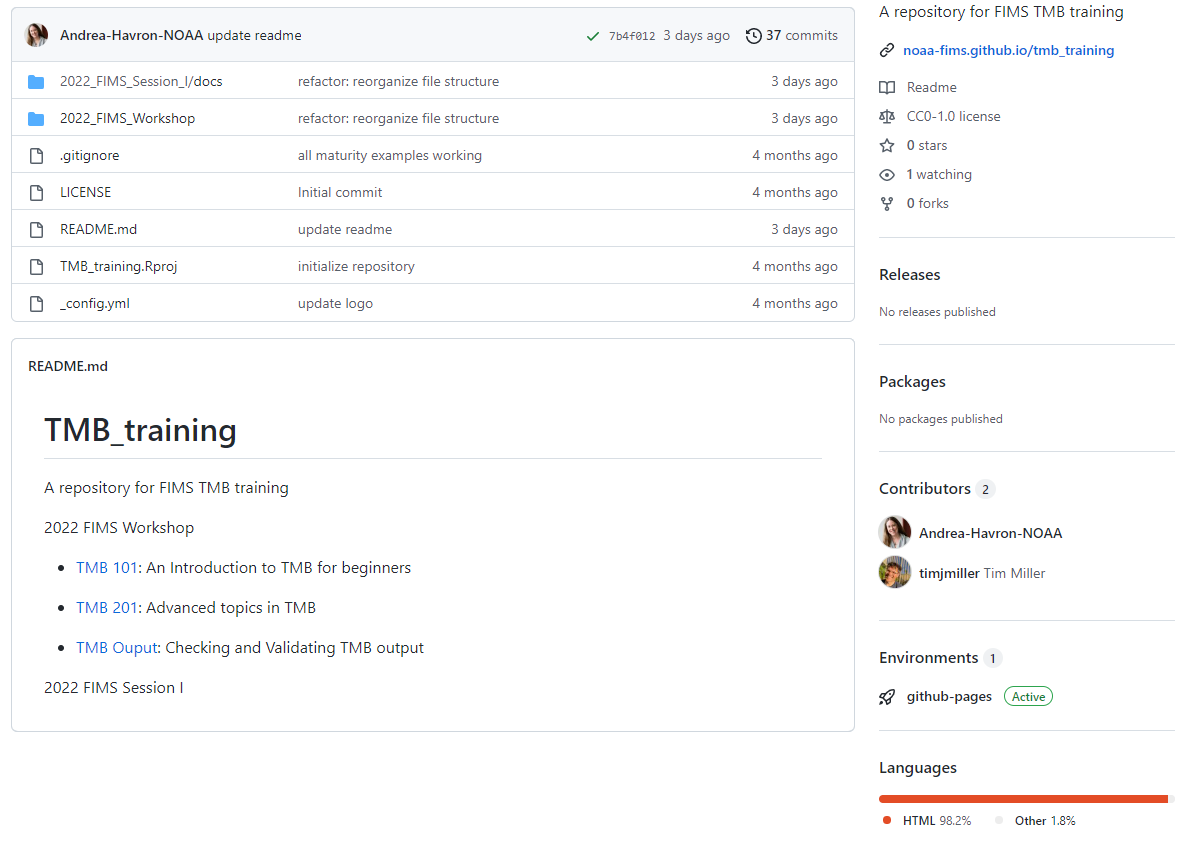 Andrea-Havron-NOAA update readme 7b4f012 3 days ago 37 commits
2022_FIMS_Session_I/docs refactor: reorganize file structure 3 days ago
2022_FIMS_Workshop refactor: reorganize file structure 3 days ago
.gitignore all maturity examples working 4 months ago
LICENSE Initial commit 4 months ago
README.md update readme 3 days ago
TMB_training.Rproj initialize repository 4 months ago
_config.yml update logo 4 months ago
README.md
TMB_training
A repository for FIMS TMB training
2022 FIMS Workshop
TMB 101: An Introduction to TMB for beginners
TMB 201: Advanced topics in TMB
TMB Ouput: Checking and Validating TMB output
2022 FIMS Session I
A repository for FIMS TMB training
noaa-fims.github.io/tmb_training
Readme
CC0-1.0 license
0 stars
1 watching
0 forks
Releases
No releases published
Packages
No packages published
Contributors 2
Andrea-Havron-NOAA
timjmiller Tim Miller
Environments 1
github-pages Active
Languages
HTML 98.2% Other 1.8%